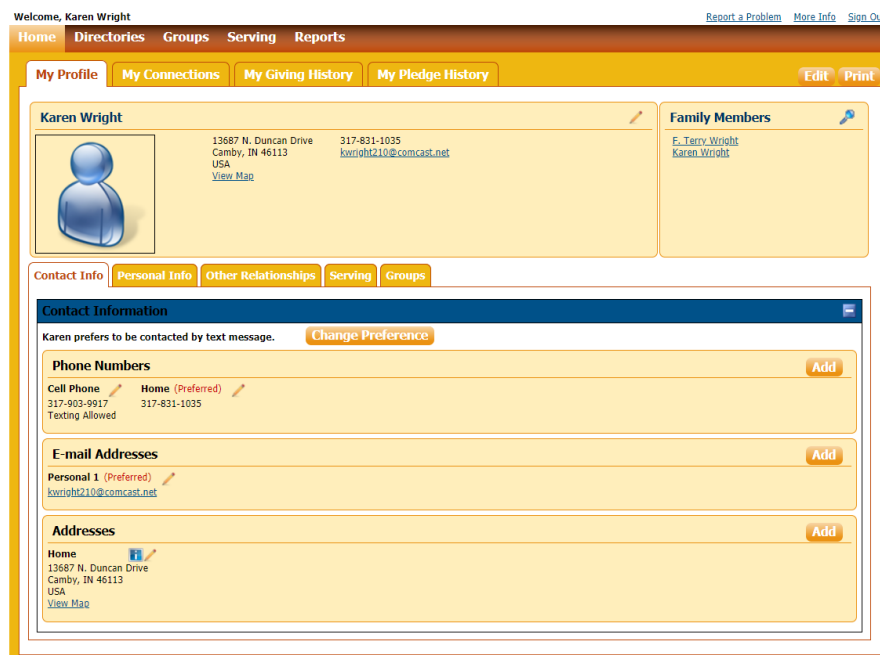 Welcome, Karen Wright
Report a Problem More Info Sign Ou
Home Directories Groups Serving Reports
My Profile My Connections My Giving History My Pledge History Edit Print
Karen Wright
13687 N. Duncan Drive
Camby, IN 46113
USA
View Map
317-831-1035
kwright210@comcast.net
Family Members
F. Terry Wright
Karen Wright
Contact Info Personal Info Other Relationships Serving Groups
Contact Information
Karen prefers to be contacted by text message. Change Preference
Phone Numbers Add
Cell Phone Home (Preferred)
317-903-9917 317-831-1035
Texting Allowed
E-mail Addresses Add
Personal 1 (Preferred)
kwright210@comcast.net
Addresses Add
Home
13687 N. Duncan Drive
Camby, IN 46113
USA
View Map